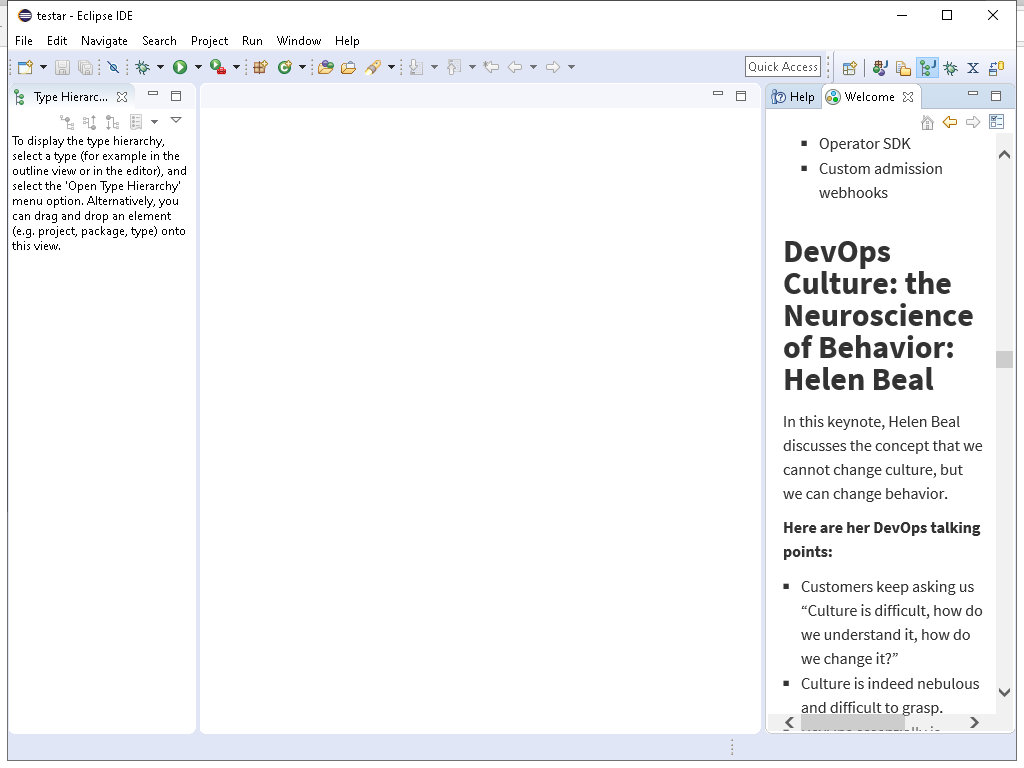 testar - Eclipse IDE
File Edit Navigate Search Project Run Window Help
Quick Access
Type Hierarc...
To display the type hierarchy,
select a type (for example in the
outline view or in the editor), and
select the 'Open Type Hierarchy'
menu option. Alternatively, you
can drag and drop an element
(e.g. project, package, type) onto
this view.
Help Welcome
▪ Operator SDK
▪ Custom admission
webhooks
DevOps
Culture: the
Neuroscience
of Behavior:
Helen Beal
In this keynote, Helen Beal
discusses the concept that we
cannot change culture, but
we can change behavior.
Here are her DevOps talking
points:
▪ Customers keep asking us
“Culture is difficult, how do
we understand it, how do
we change it?”
▪ Culture is indeed nebulous
and difficult to grasp.